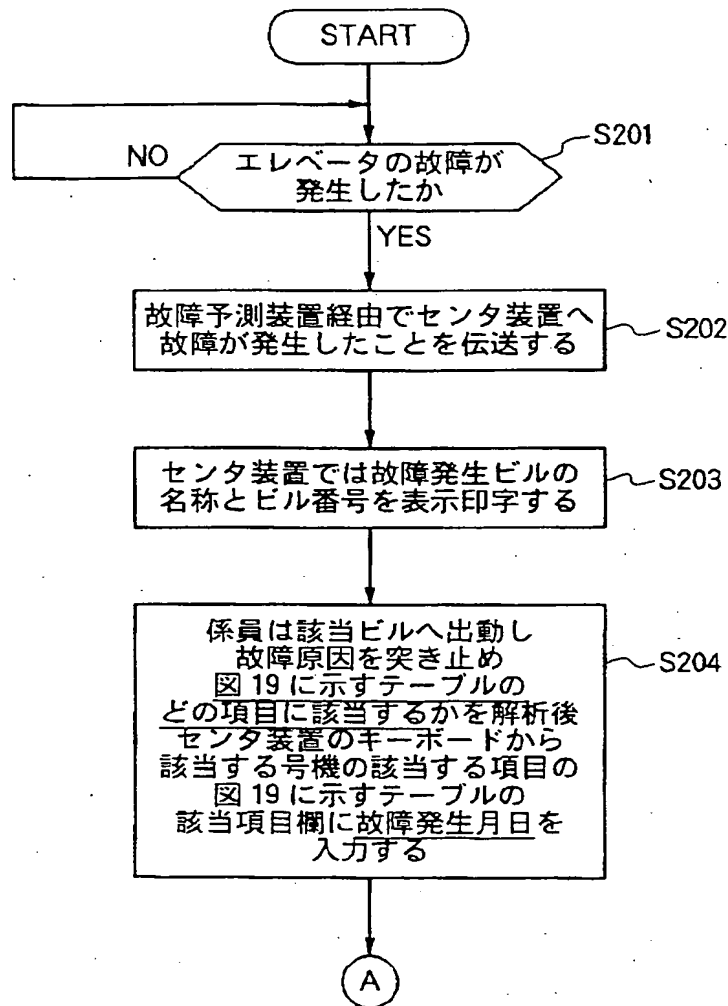 START
NO
エレベータの故障が
発生したか
S201
YES
故障予測装置経由でセンタ装置へ
故障が発生したことを伝送する
S202
センタ装置では故障発生ビルの
名称とビル番号を表示印字する
S203
係員は該当ビルへ出動し
故障原因を突き止め
図19に示すテーブルの
どの項目に該当するかを解析後
センタ装置のキーボードから
該当する号機の該当する項目の
図19に示すテーブルの
該当項目欄に故障発生月日を
入力する
S204
A